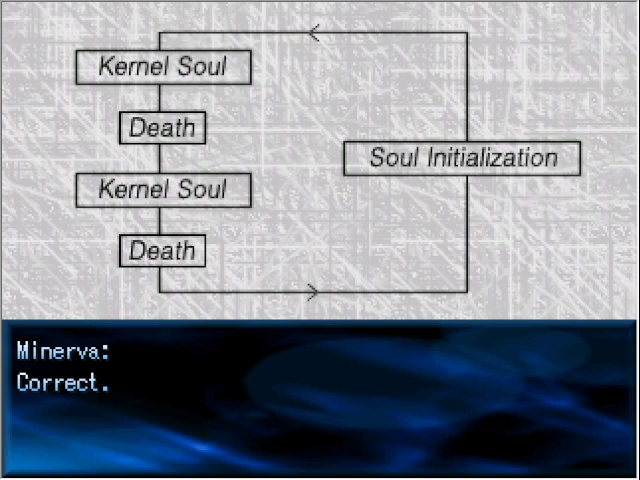 Kernel Soul
Death
Kernel Soul
Death
Soul Initialization
Minerva:
Correct.